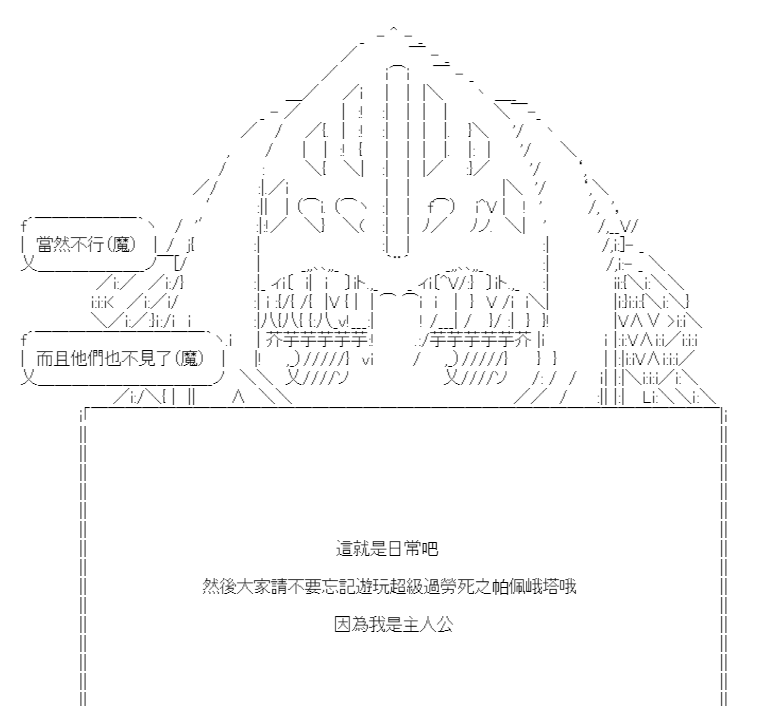 當然不行(魔)
而且他們也不見了(魔)
這就是日常吧
然後大家請不要忘記遊玩超級過勞死之帕佩峨塔哦
因為我是主人公